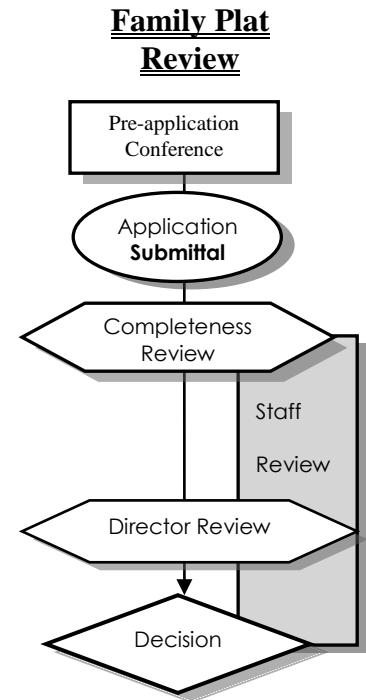 Family Plat
Review
Pre-application
Conference
Application
Submittal
Completeness
Review
Staff
Review
Director Review
Decision